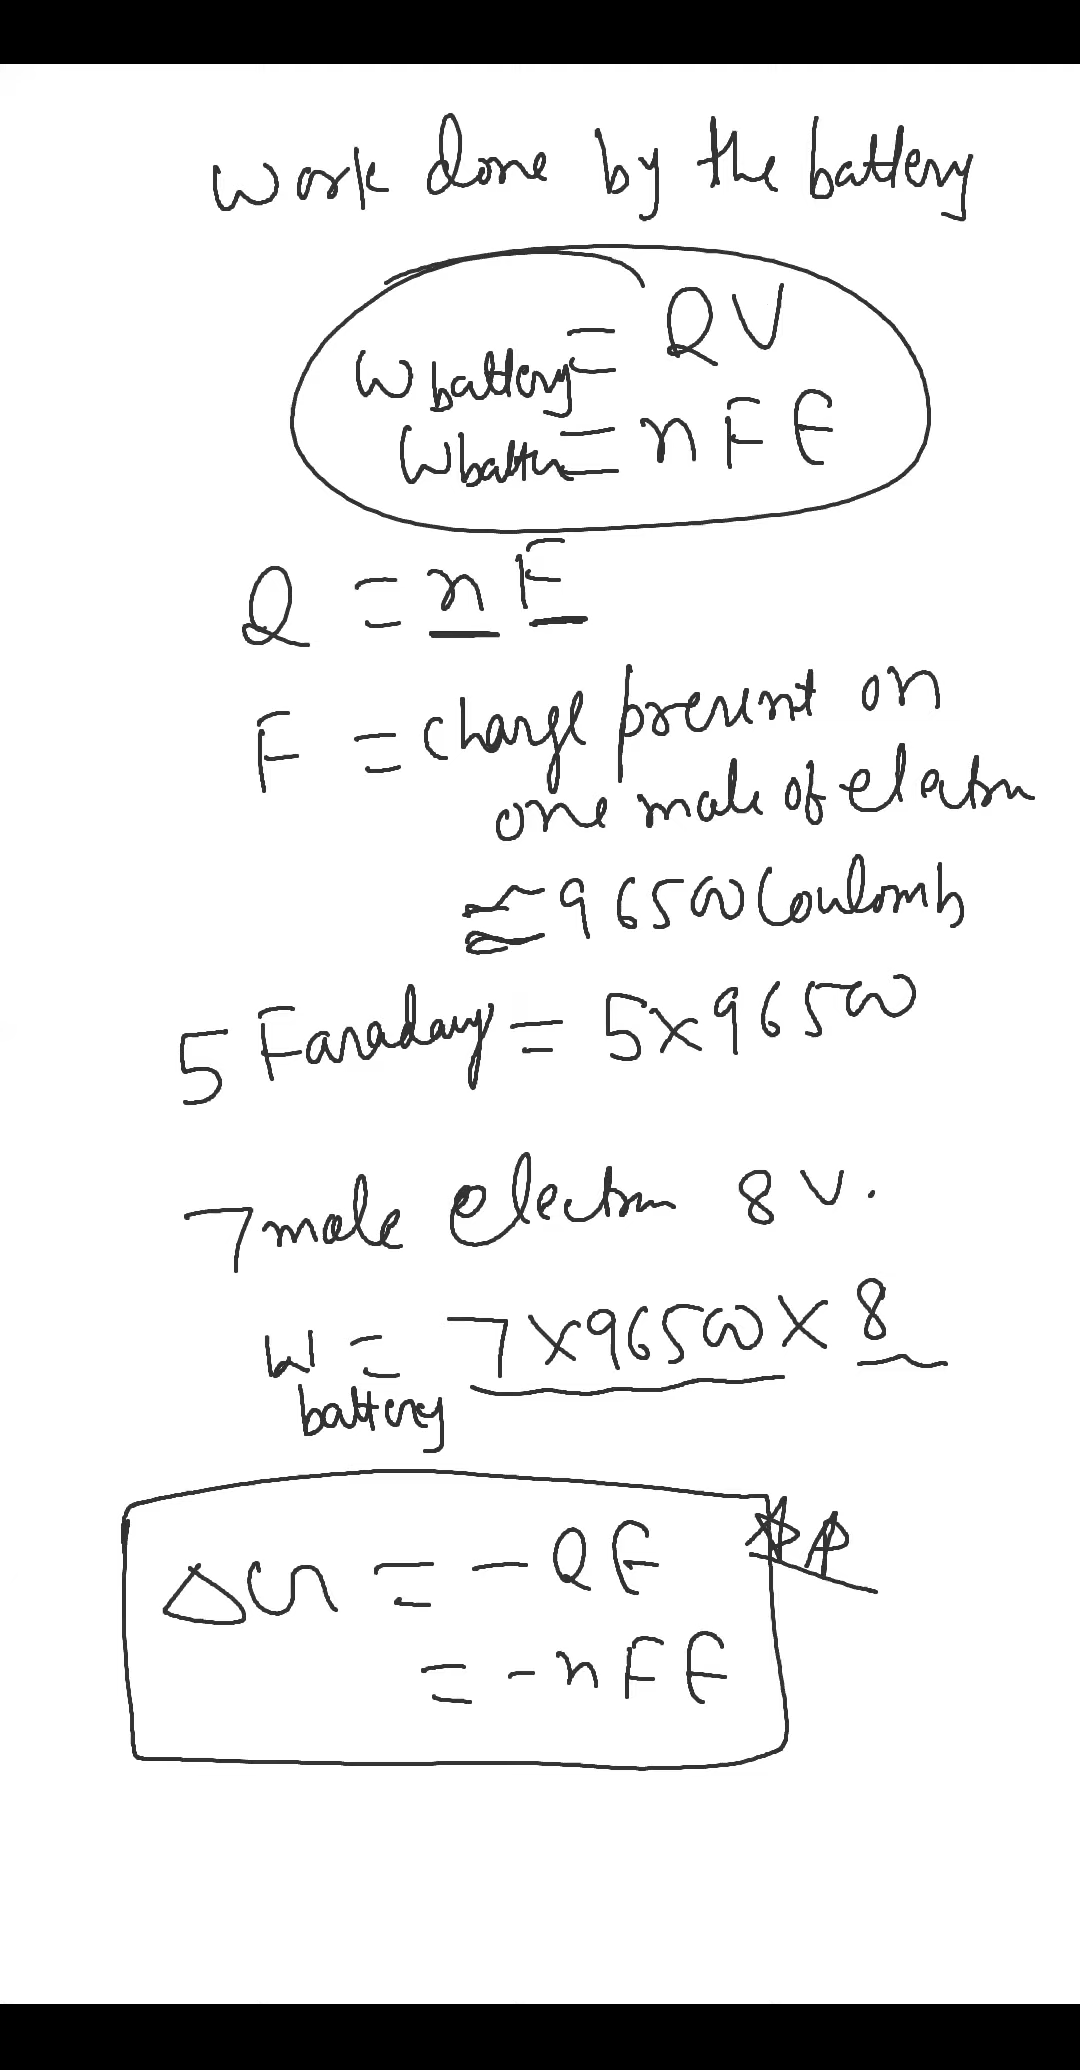 work done by the battery
W battery = QV
W batter = nFE
Q = nF
F = charge present on
one mole of electron
≈ 96500 Coulomb
5 Faraday = 5×96500
7 mole electron 8 V.
W battery = 7×96500×8
ΔG = -QE
= -nFE